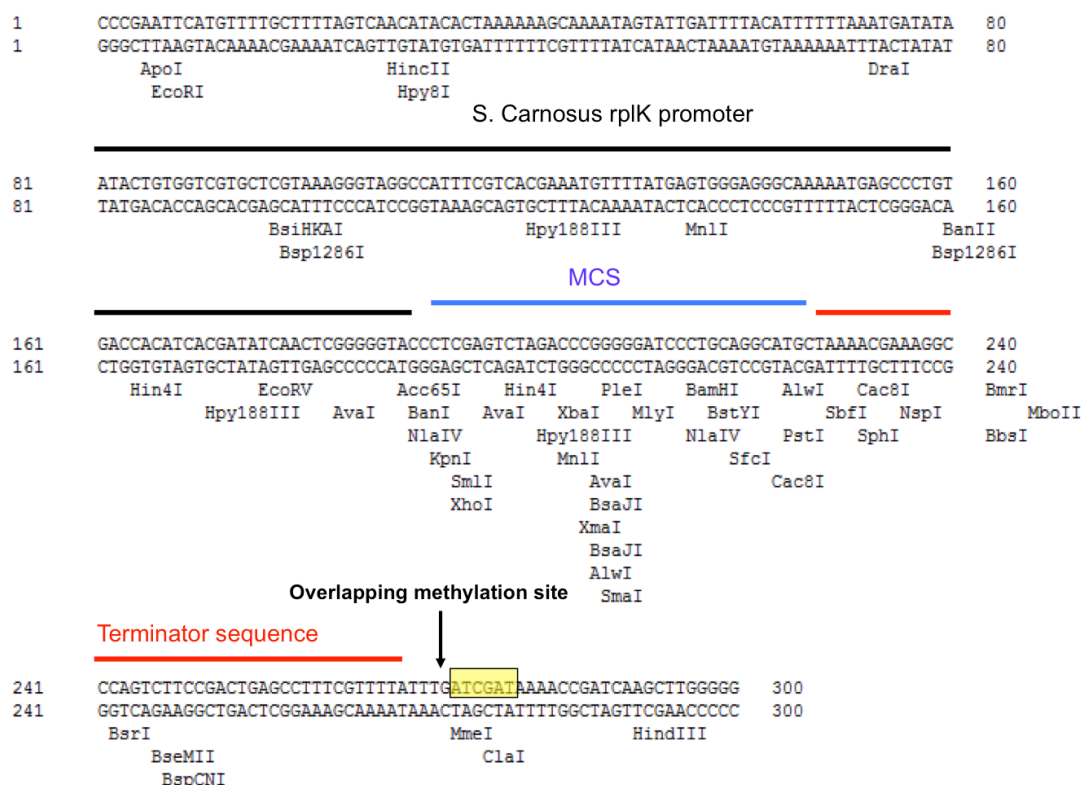 1 CCCGAATTCATGTTTTGCTTTTAGTCAACATACACTAAAAAAGCAAAATAGTATTGATTTTACATTTTTTAAATGATATA 80
1 GGGCTTAAGTACAAAACGAAAATCAGTTGTATGTGATTTTTTCGTTTTATCATAACTAAAATGTAAAAAATTTACTATAT 80
ApoI HincII DraI
EcoRI Hpy8I
S. Carnosus rplK promoter
81 ATACTGTGGTCGTGCTCGTAAAGGGTAGGCCATTTCGTCACGAAATGTTTTATGAGTGGGAGGGCAAAAATGAGCCCTGT 160
81 TATGACACCAGCACGAGCATTTCCCATCCGGTAAAGCAGTGCTTTACAAAATACTCACCCTCCCGTTTTTACTCGGGACA 160
BsiHKAI Hpy188III MnlI BanII
Bsp1286I Bsp1286I
MCS
161 GACCACATCACGATATCAACTCGGGGGTACCCTCGAGTCTAGACCCGGGGGATCCCTGCAGGCATGCTAAAACGAAAGGC 240
161 CTGGTGTAGTGCTATAGTTGAGCCCCCATGGGAGCTCAGATCTGGGCCCCCTAGGGACGTCCGTACGATTTTGCTTTCCG 240
Hin4I EcoRV Acc65I Hin4I PleI BamHI AlwI Cac8I BmrI
Hpy188III AvaI BanI AvaI XbaI MlyI BstYI SbfI NspI MboII
NlaIV Hpy188III NlaIV PstI SphI BbsI
KpnI MnlI SfcI
SmlI AvaI Cac8I
XhoI BsaJI
XmaI
BsaJI
AlwI
SmaI
Overlapping methylation site
Terminator sequence
241 CCAGTCTTCCGACTGAGCCTTTCGTTTTATTTGATCGATAAAACCGATCAAGCTTGGGGG 300
241 GGTCAGAAGGCTGACTCGGAAAGCAAAATAAACTAGCTATTTTGGCTAGTTCGAACCCCC 300
BsrI MmeI HindIII
BseMII ClaI
BspCNI